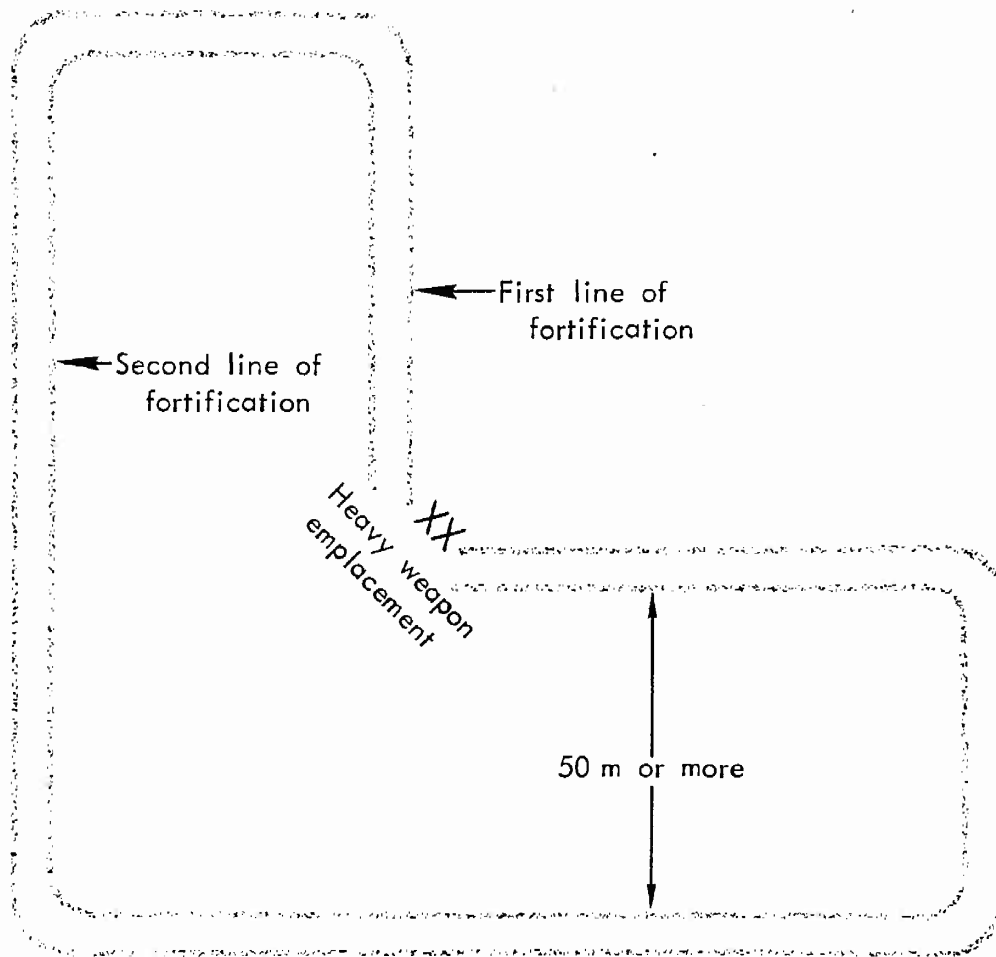 First line of
fortification
Second line of
fortification
XX
Heavy weapon
emplacement
50 m or more